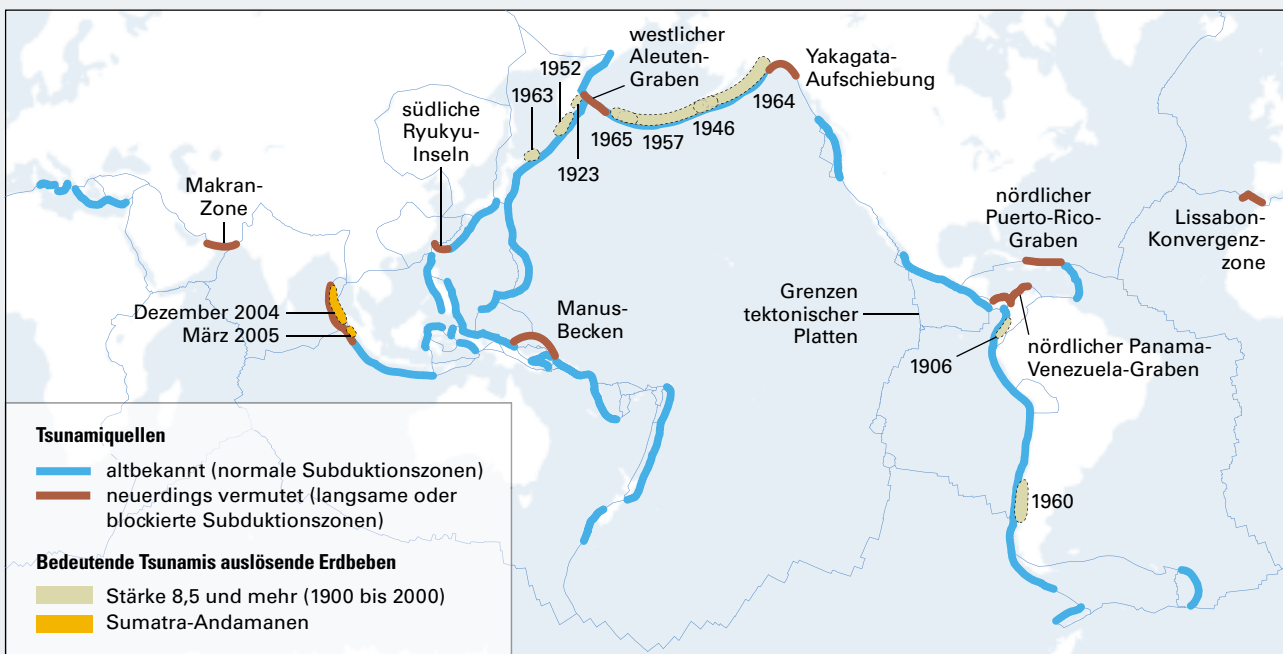 westlicher
Aleuten-
Graben
Yakagata-
Aufschiebung
1952
1963
südliche
Ryukyu-
Inseln
1964
1946
1965
1957
1923
Makran-
Zone
nördlicher
Puerto-Rico-
Graben
Lissabon-
Konvergenz-
zone
Dezember 2004
März 2005
Manus-
Becken
Grenzen
tektonischer
Platten
1906
nördlicher Panama-
Venezuela-Graben
1960
Tsunamiquellen
altbekannt (normale Subduktionszonen)
neuerdings vermutet (langsame oder
blockierte Subduktionszonen)
Bedeutende Tsunamis auslösende Erdbeben
Stärke 8,5 und mehr (1900 bis 2000)
Sumatra-Andamanen